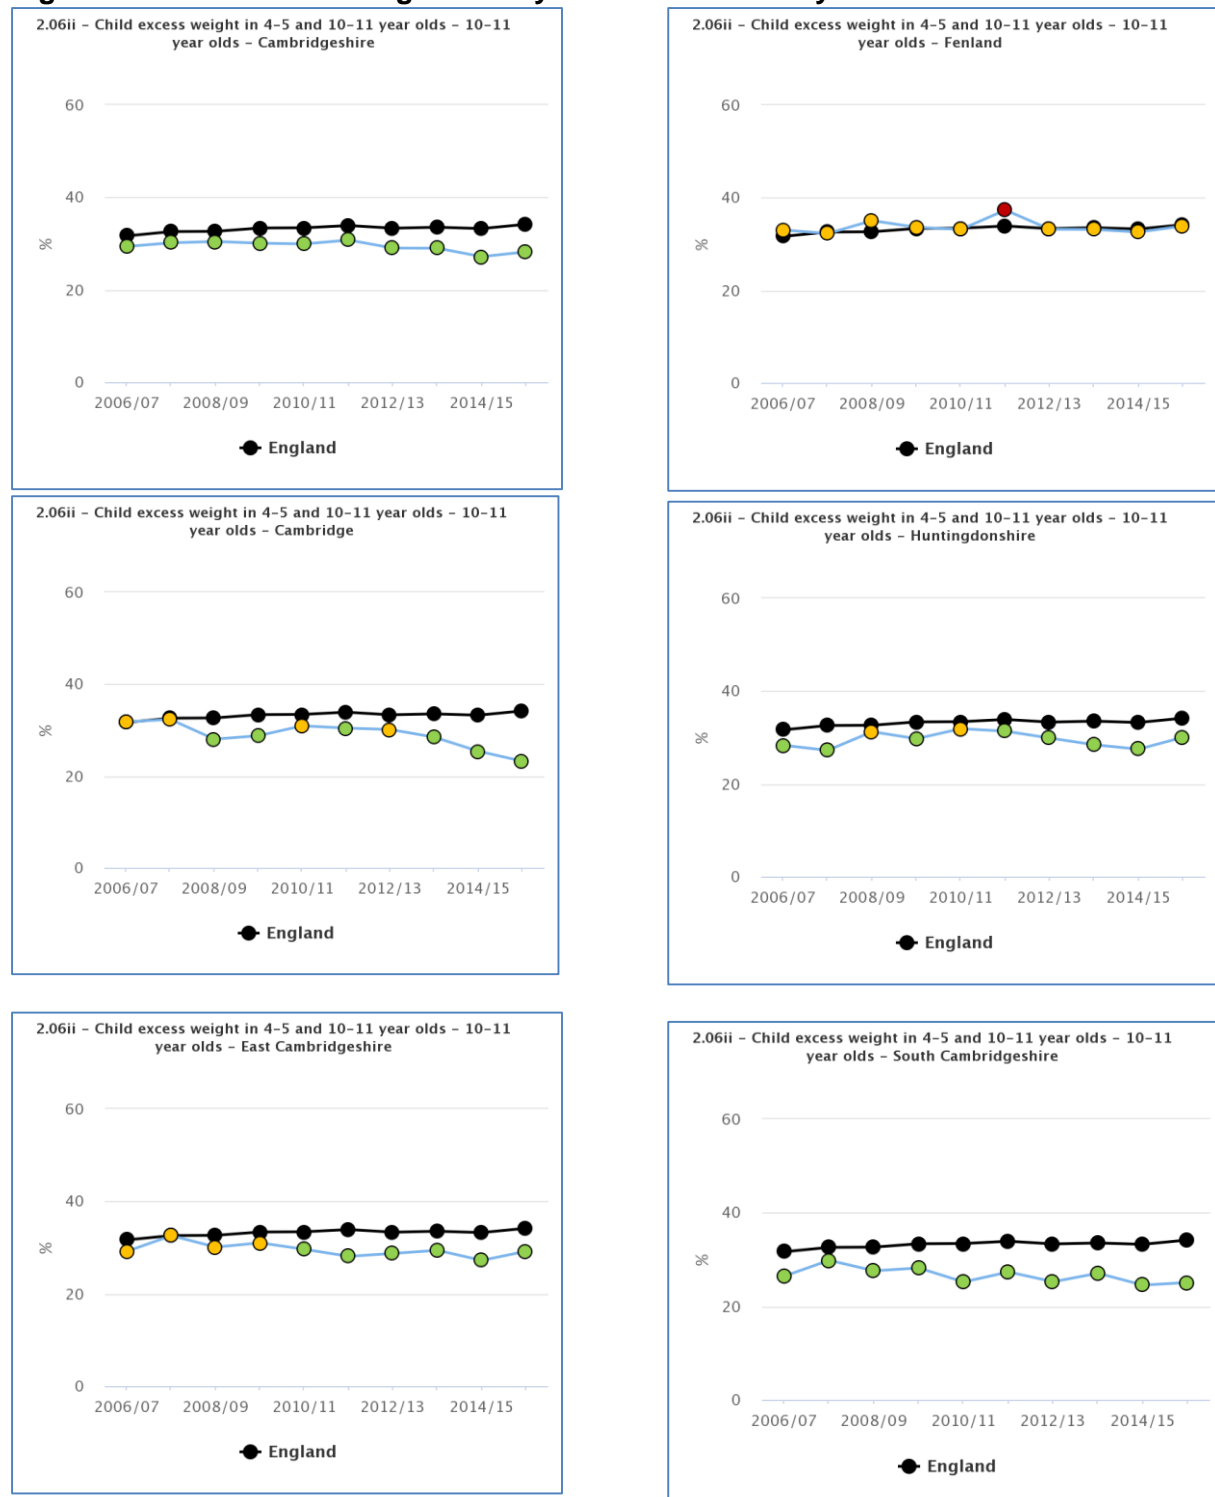 2.06ii – Child excess weight in 4–5 and 10–11 year olds – 10–11
year olds – Cambridgeshire
60
40
%
20
0
2006/07 2008/09 2010/11 2012/13 2014/15
England
2.06ii – Child excess weight in 4–5 and 10–11 year olds – 10–11
year olds – Fenland
60
40
%
20
0
2006/07 2008/09 2010/11 2012/13 2014/15
England
2.06ii – Child excess weight in 4–5 and 10–11 year olds – 10–11
year olds – Cambridge
60
40
%
20
0
2006/07 2008/09 2010/11 2012/13 2014/15
England
2.06ii – Child excess weight in 4–5 and 10–11 year olds – 10–11
year olds – Huntingdonshire
60
40
%
20
0
2006/07 2008/09 2010/11 2012/13 2014/15
England
2.06ii – Child excess weight in 4–5 and 10–11 year olds – 10–11
year olds – East Cambridgeshire
60
40
%
20
0
2006/07 2008/09 2010/11 2012/13 2014/15
England
2.06ii – Child excess weight in 4–5 and 10–11 year olds – 10–11
year olds – South Cambridgeshire
60
40
%
20
0
2006/07 2008/09 2010/11 2012/13 2014/15
England